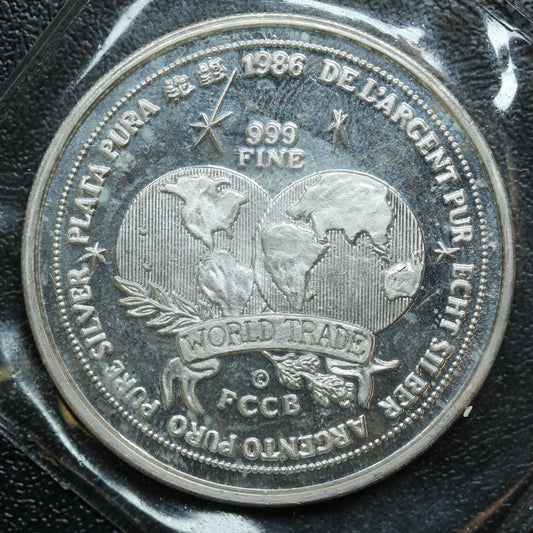 1986 DE L'ARGENT PUR ECHT SILBER ARGENTO PURO PURE SILVER PLATA PURA 純銀
999
FINE
WORLD TRADE
©
FCCB